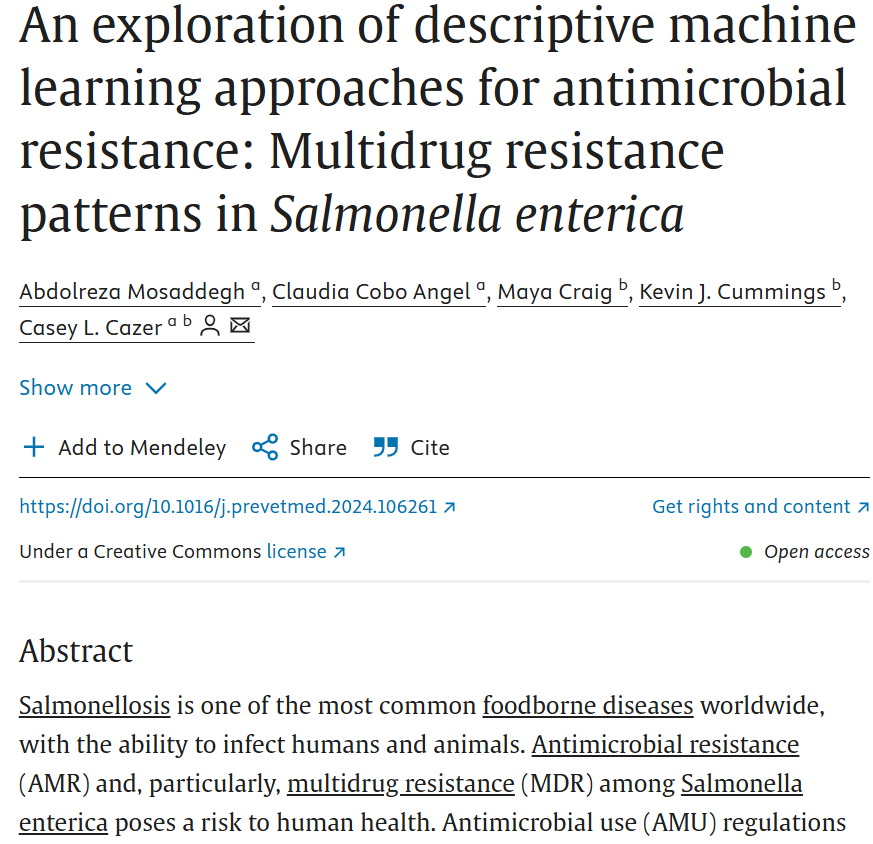 An exploration of descriptive machine
learning approaches for antimicrobial
resistance: Multidrug resistance
patterns in Salmonella enterica
Abdolreza Mosaddegh a, Claudia Cobo Angel a, Maya Craig b, Kevin J. Cummings b,
Casey L. Cazer a b
Show more
Add to Mendeley Share Cite
https://doi.org/10.1016/j.prevetmed.2024.106261 Get rights and content
Under a Creative Commons license Open access
Abstract
Salmonellosis is one of the most common foodborne diseases worldwide,
with the ability to infect humans and animals. Antimicrobial resistance
(AMR) and, particularly, multidrug resistance (MDR) among Salmonella
enterica poses a risk to human health. Antimicrobial use (AMU) regulations